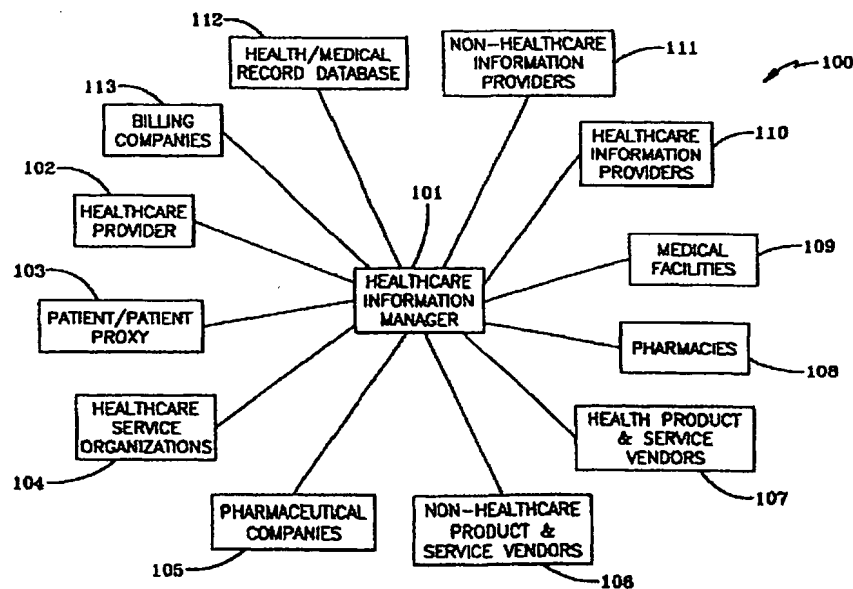 112
HEALTH/MEDICAL
RECORD DATABASE
NON-HEALTHCARE
INFORMATION
PROVIDERS
111
100
113
BILLING
COMPANIES
HEALTHCARE
INFORMATION
PROVIDERS
110
102
HEALTHCARE
PROVIDER
101
MEDICAL
FACILITIES
109
103
PATIENT/PATIENT
PROXY
HEALTHCARE
INFORMATION
MANAGER
PHARMACIES
108
HEALTHCARE
SERVICE
ORGANIZATIONS
104
HEALTH PRODUCT
& SERVICE
VENDORS
107
PHARMACEUTICAL
COMPANIES
105
NON-HEALTHCARE
PRODUCT &
SERVICE VENDORS
106